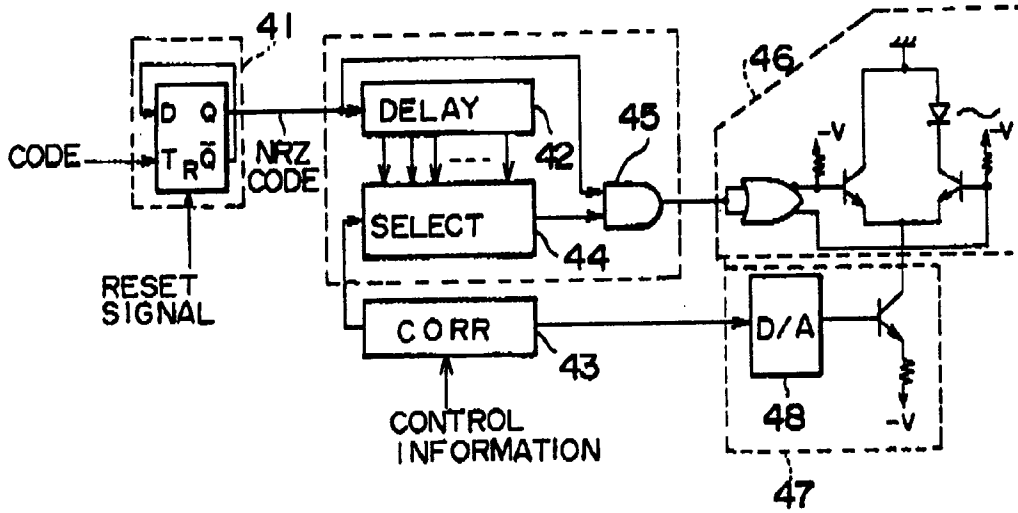 41
46
D Q
DELAY
45
-V
-V
CODE
T R Q̄
NRZ
CODE
42
SELECT
44
RESET
SIGNAL
CORR
43
D/A
48
-V
CONTROL
INFORMATION
47